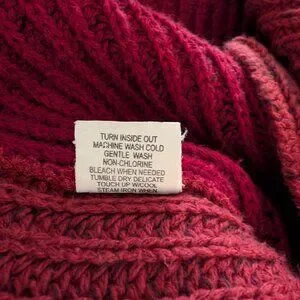 TURN INSIDE OUT
MACHINE WASH COLD
GENTLE WASH
NON-CHLORINE
BLEACH WHEN NEEDED
TUMBLE DRY DELICATE
TOUCH UP W/COOL
STEAM IRON WHEN